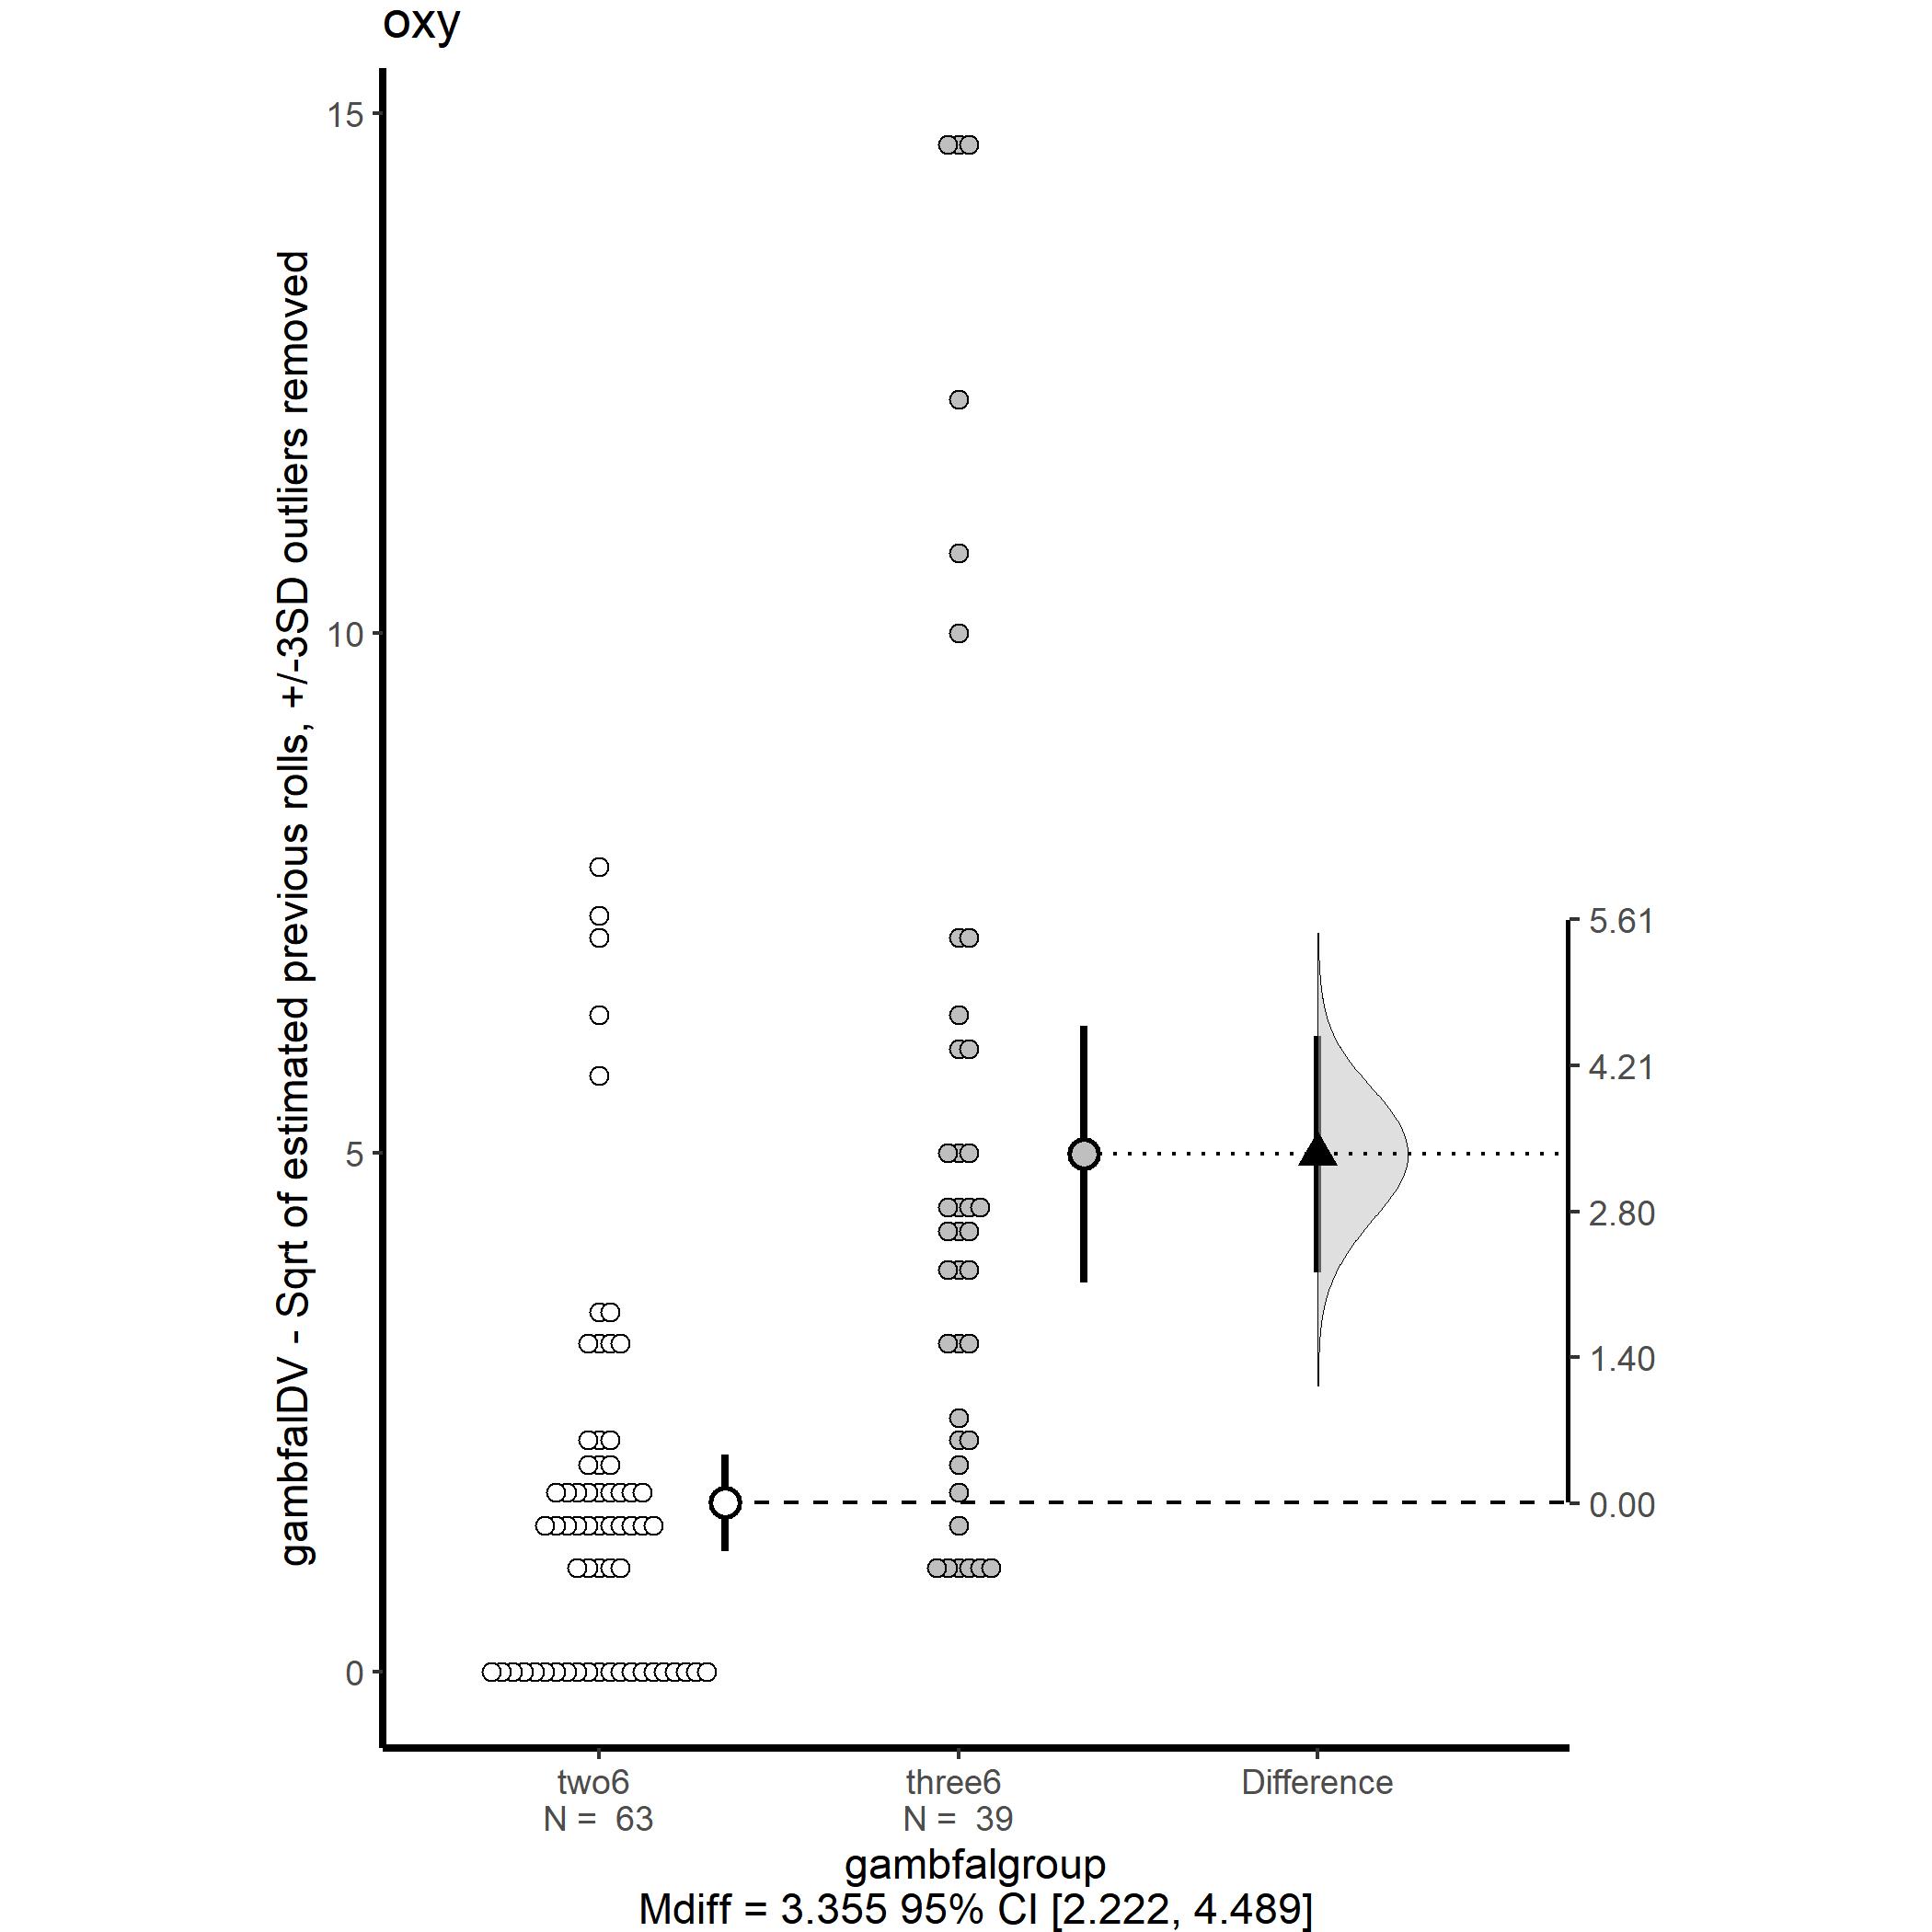 oxy
gambfalDV - Sqrt of estimated previous rolls, +/-3SD outliers removed
15
10
5
0
5.61
4.21
2.80
1.40
0.00
two6
N =  63
three6
N =  39
Difference
gambfalgroup
Mdiff = 3.355 95% CI [2.222, 4.489]